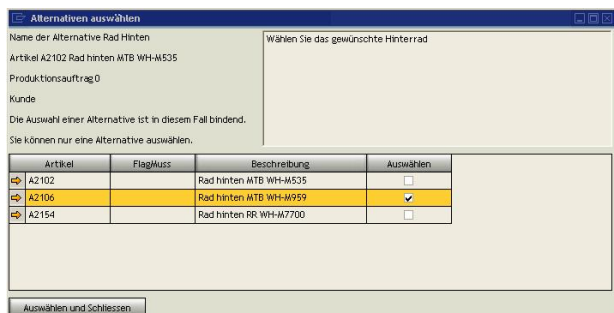 Alternativen auswählen
Name der Alternative Rad Hinten
Wählen Sie das gewünschte Hinterrad
Artikel A2102 Rad hinten MTB WH-M535
Produktionsauftrag 0
Kunde
Die Auswahl einer Alternative ist in diesem Fall bindend.
Sie können nur eine Alternative auswählen.
Artikel FlagMuss Beschreibung Auswählen
A2102 Rad hinten MTB WH-M535
A2106 Rad hinten MTB WH-M959
A2154 Rad hinten RR WH-M7700
Auswählen und Schliessen